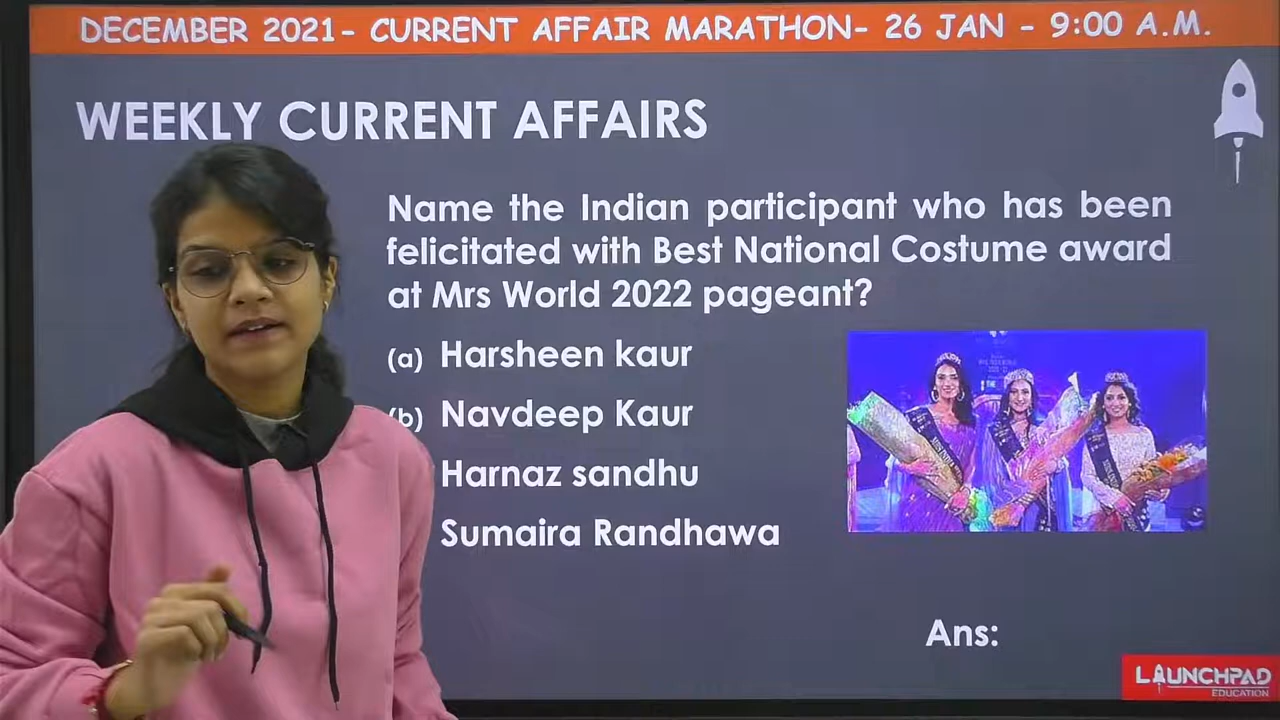 DECEMBER 2021- CURRENT AFFAIR MARATHON- 26 JAN - 9:00 A.M.
WEEKLY CURRENT AFFAIRS
Name the Indian participant who has been
felicitated with Best National Costume award
at Mrs World 2022 pageant?
(a) Harsheen kaur
(b) Navdeep Kaur
Harnaz sandhu
Sumaira Randhawa
Ans:
LAUNCHPAD
EDUCATION